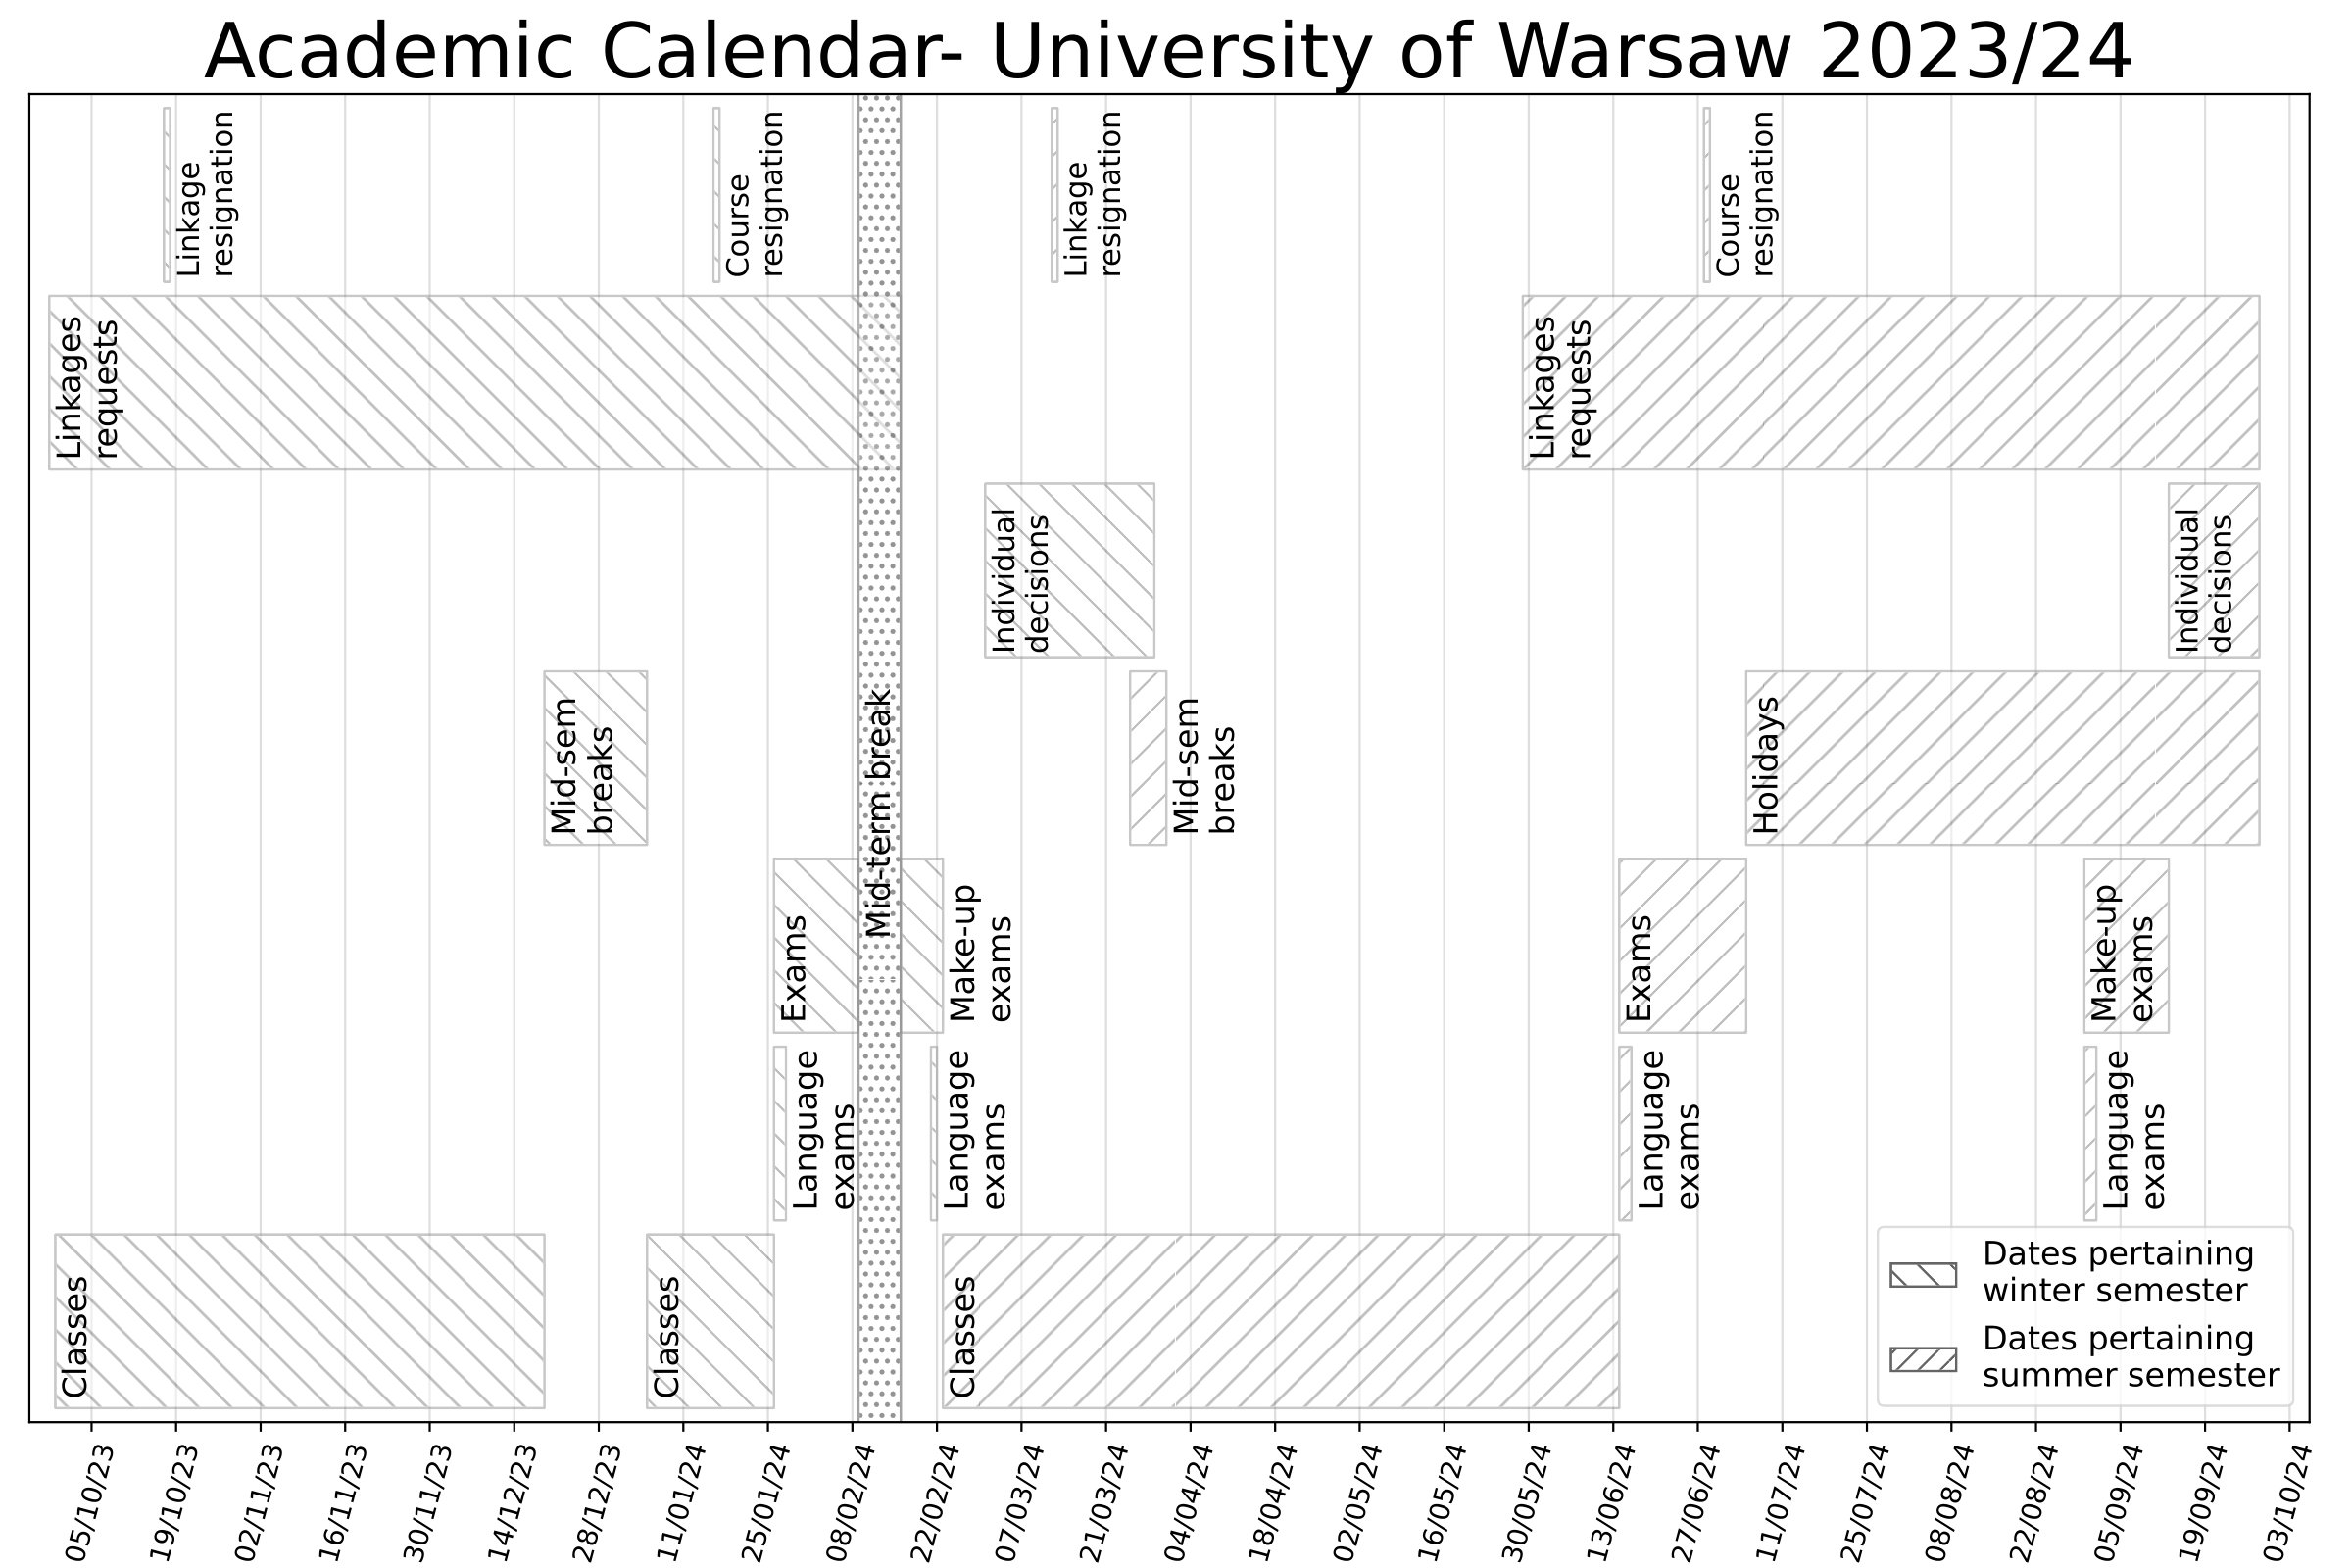 Academic Calendar- University of Warsaw 2023/24
Linkage
resignation
Course
resignation
Linkage
resignation
Course
resignation
Linkages
requests
Linkages
requests
Individual
decisions
Individual
decisions
Mid-sem
breaks
Mid-term break
Mid-sem
breaks
Holidays
Exams
Make-up
exams
Exams
Make-up
exams
Language
exams
Language
exams
Language
exams
Language
exams
Classes
Classes
Classes
Dates pertaining
winter semester
Dates pertaining
summer semester
05/10/23
19/10/23
02/11/23
16/11/23
30/11/23
14/12/23
28/12/23
11/01/24
25/01/24
08/02/24
22/02/24
07/03/24
21/03/24
04/04/24
18/04/24
02/05/24
16/05/24
30/05/24
13/06/24
27/06/24
11/07/24
25/07/24
08/08/24
22/08/24
05/09/24
19/09/24
03/10/24